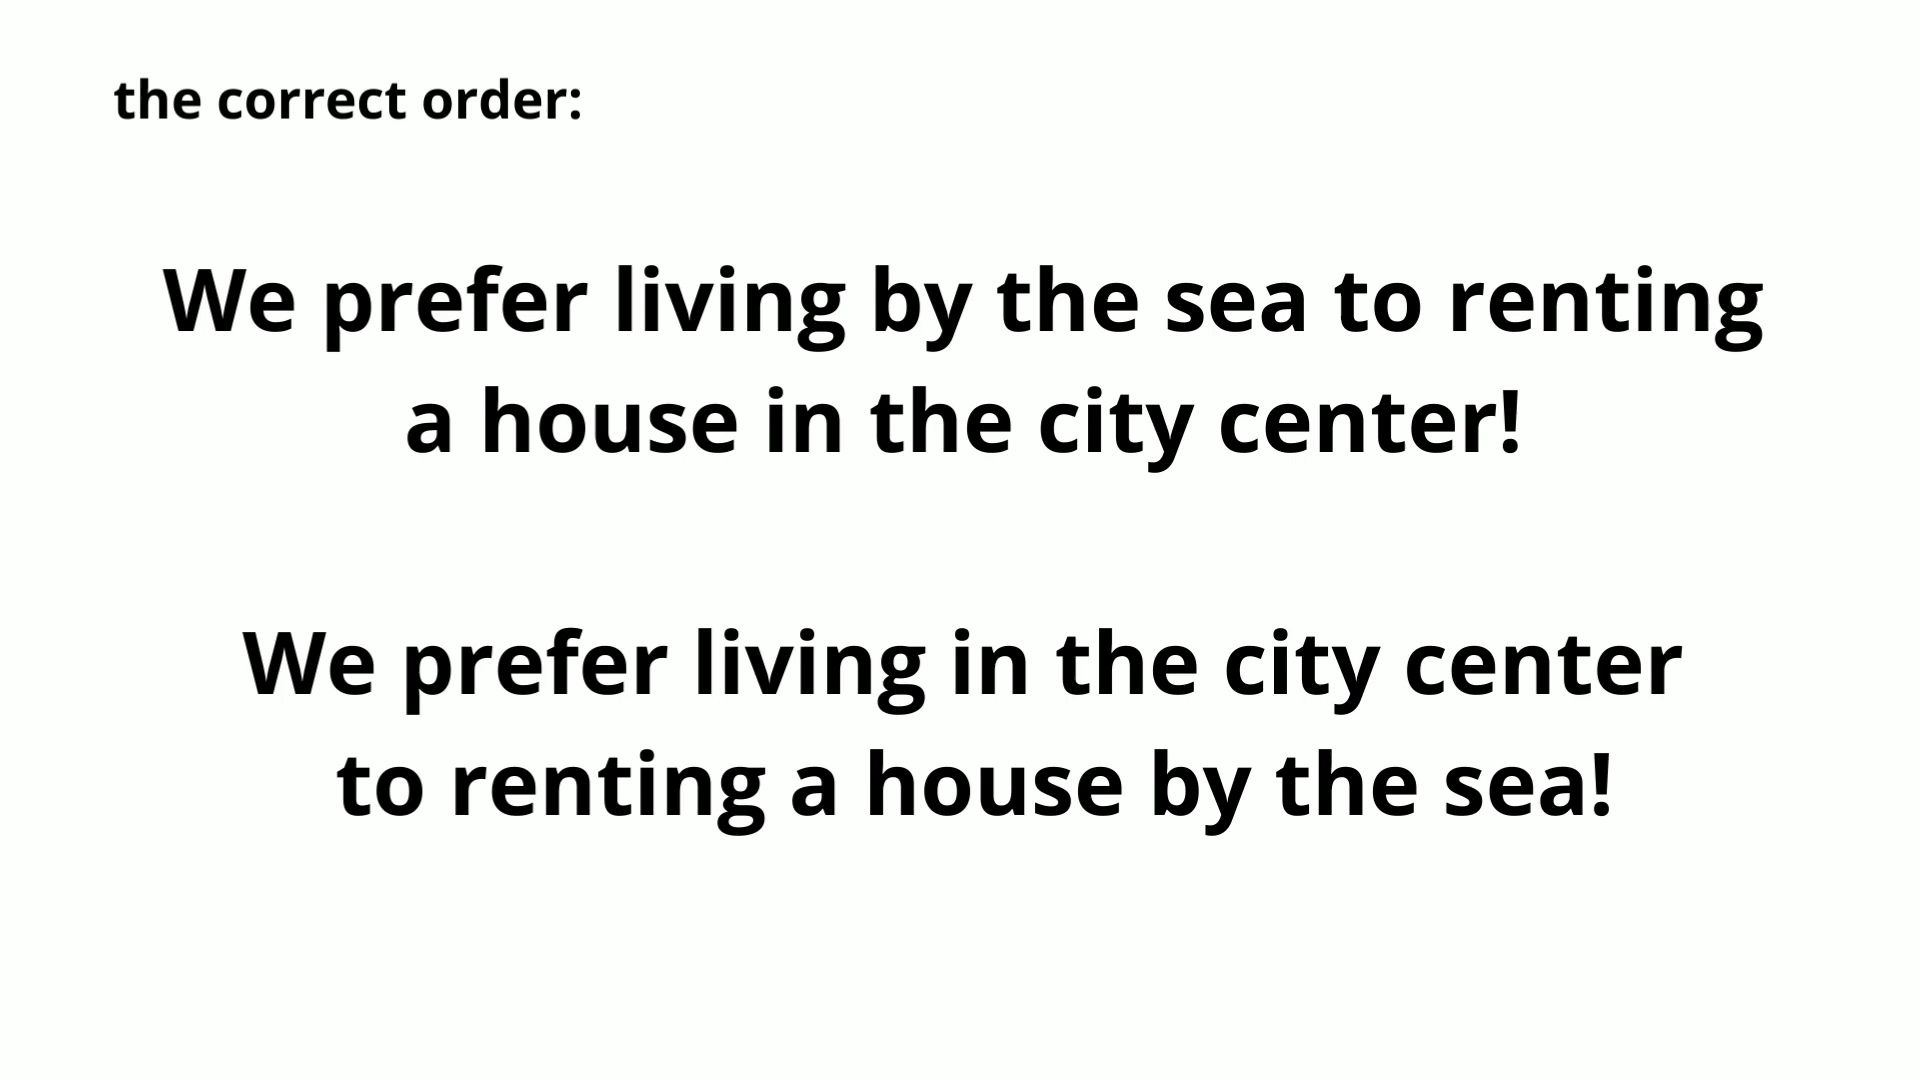 the correct order:
We prefer living by the sea to renting
a house in the city center!
We prefer living in the city center
to renting a house by the sea!